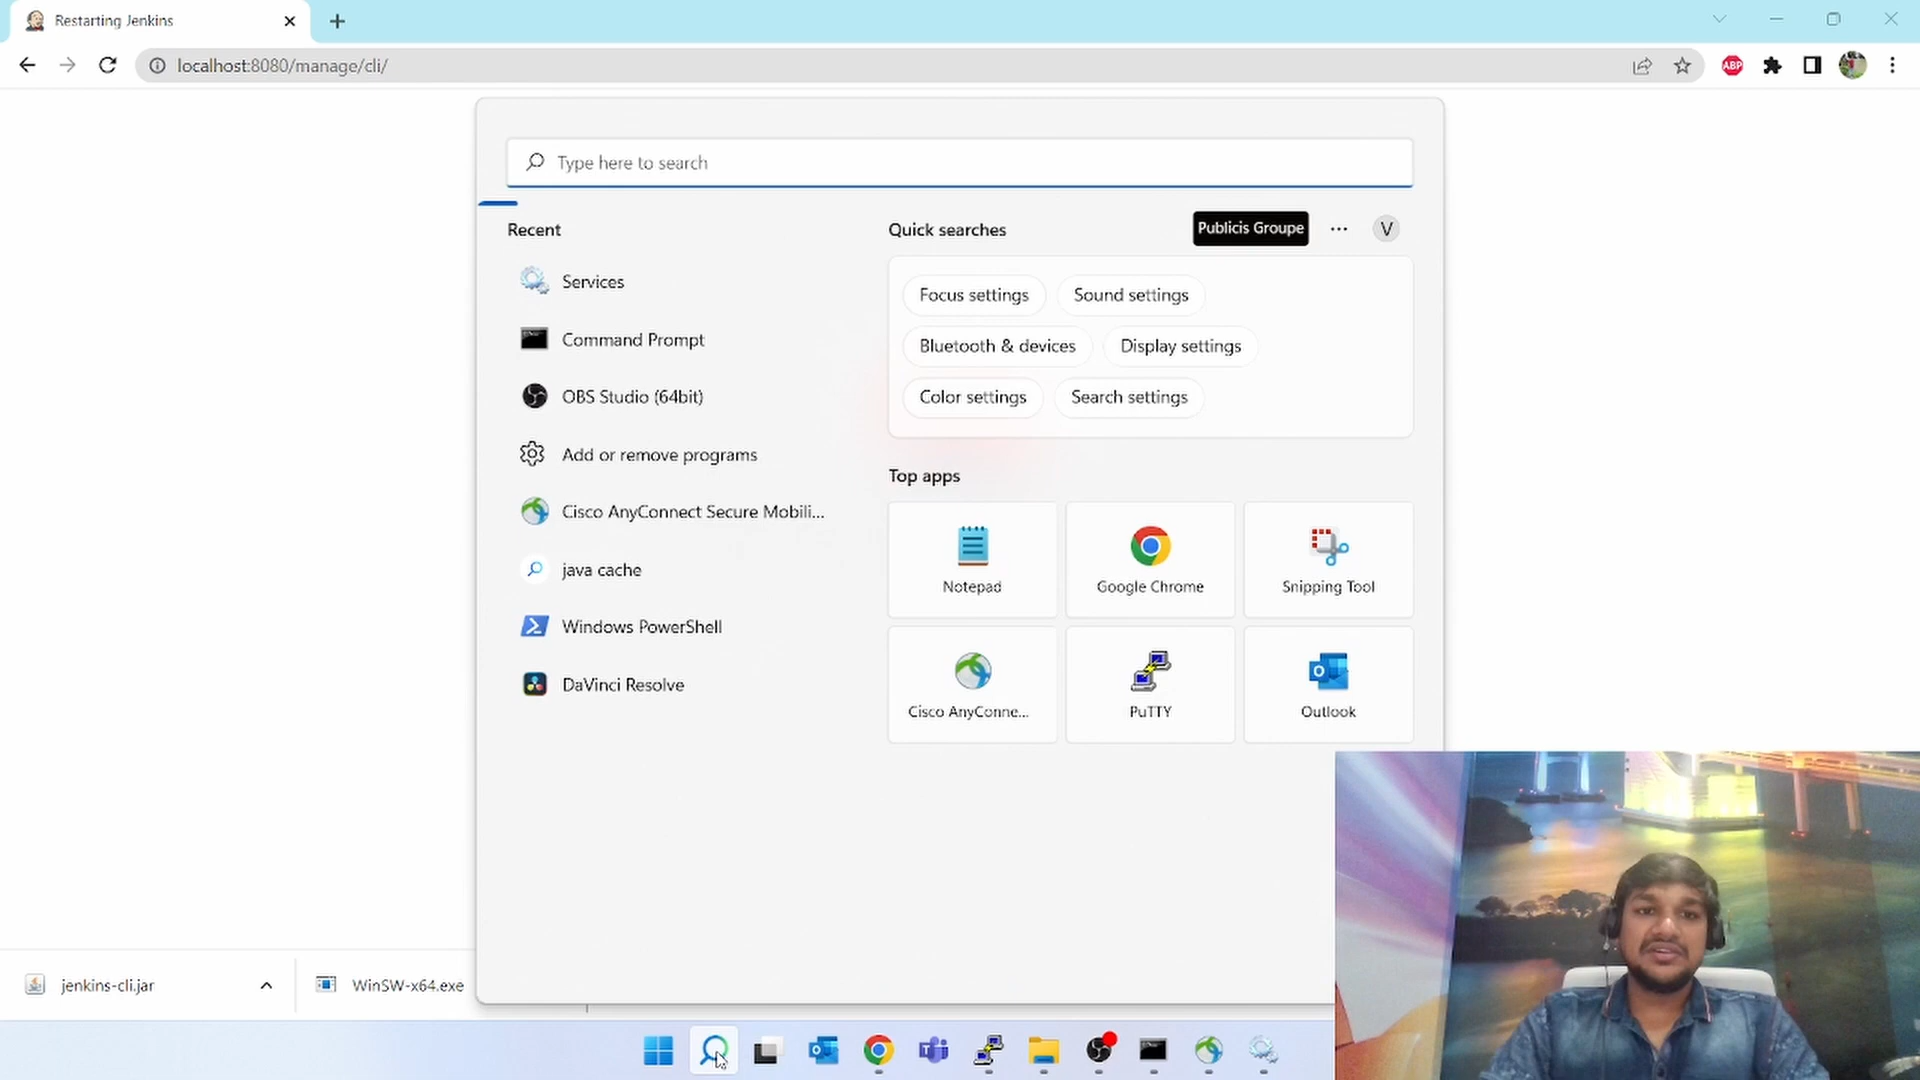 Restarting Jenkins
localhost:8080/manage/cli/
ABP
Type here to search
Recent
Quick searches
Publicis Groupe
V
Services
Command Prompt
OBS Studio (64bit)
Add or remove programs
Cisco AnyConnect Secure Mobili...
java cache
Windows PowerShell
DaVinci Resolve
Focus settings
Sound settings
Bluetooth & devices
Display settings
Color settings
Search settings
Top apps
Notepad
Google Chrome
Snipping Tool
Cisco AnyConne...
PuTTY
Outlook
jenkins-cli.jar
WinSW-x64.exe